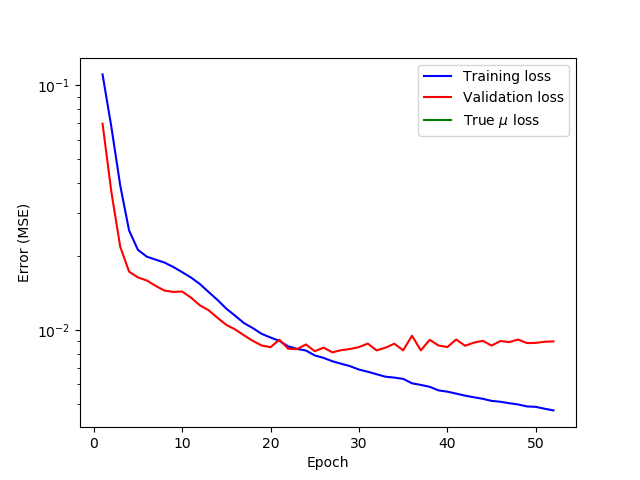 Training loss
Validation loss
True μ loss
Error (MSE)
10⁻¹
10⁻²
0 10 20 30 40 50
Epoch